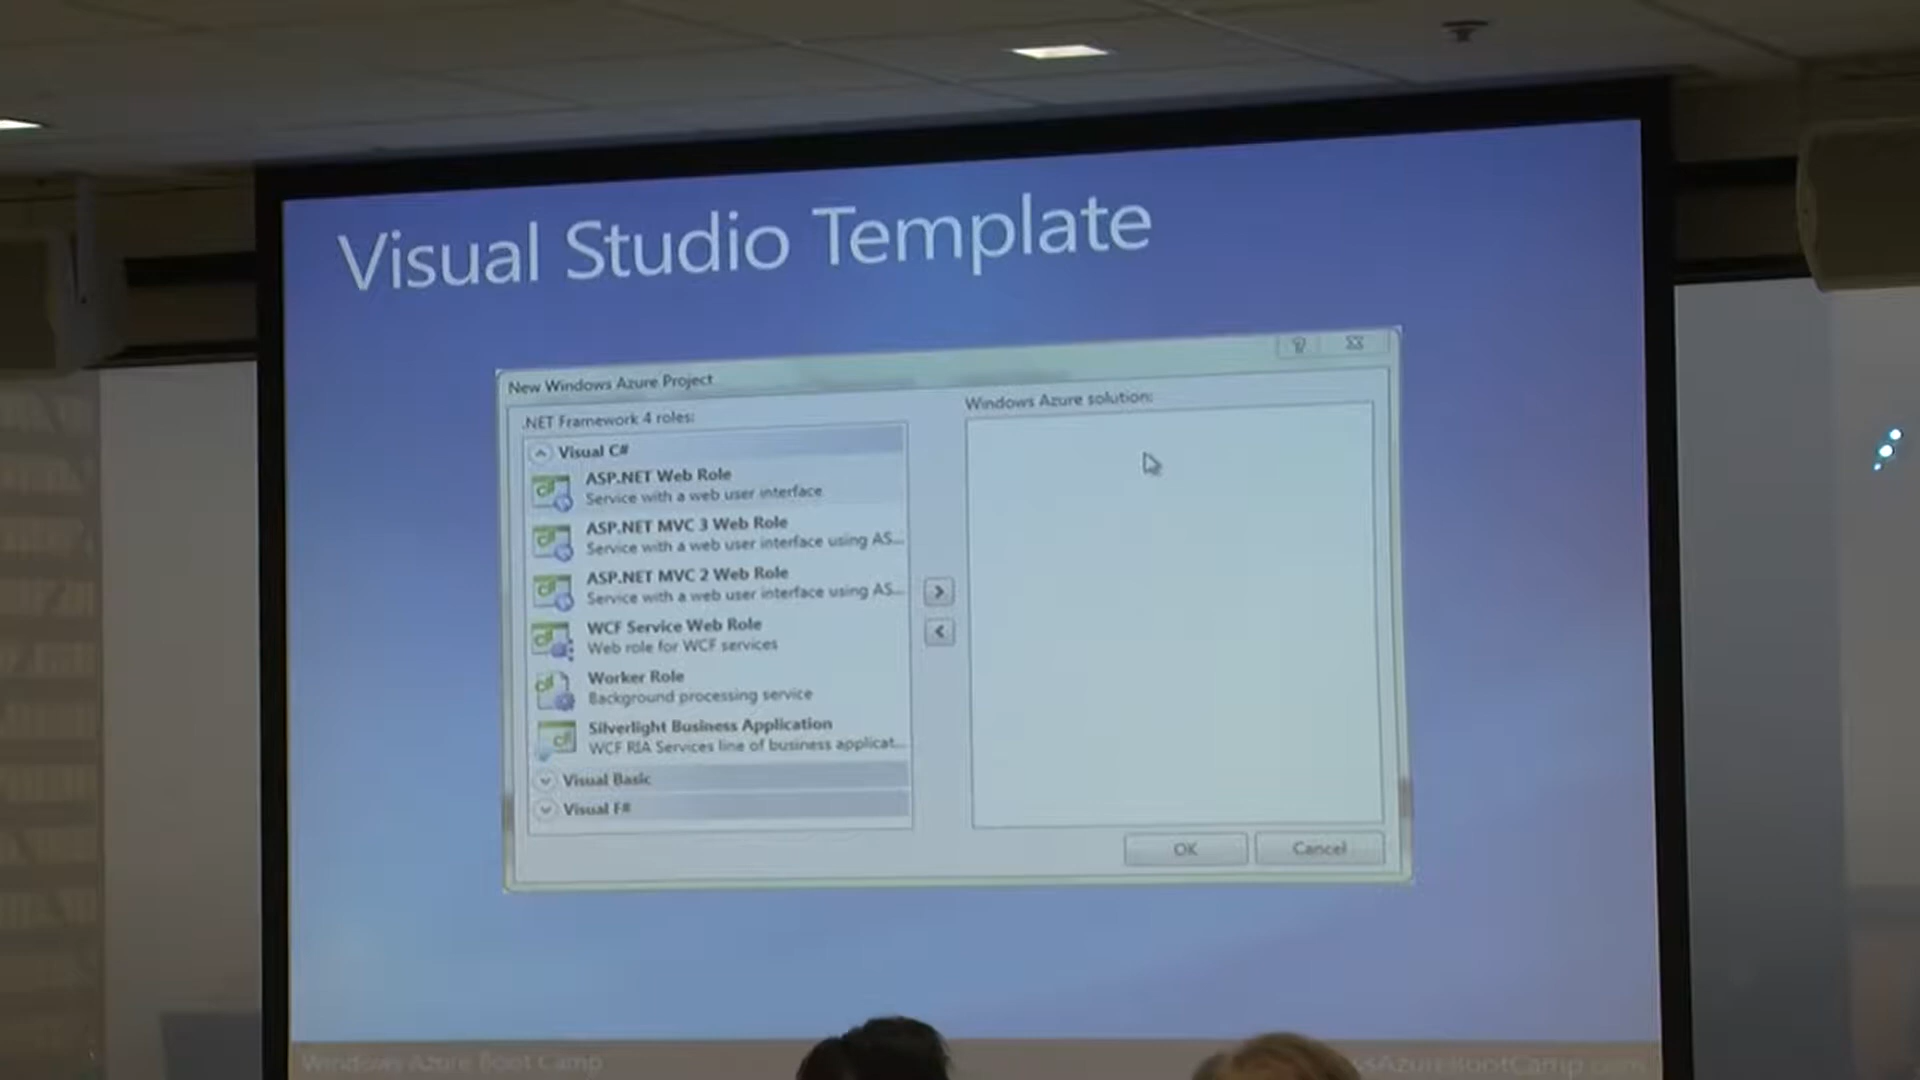 Visual Studio Template
New Windows Azure Project
.NET Framework 4 roles:
Windows Azure solution:
Visual C#
ASP.NET Web Role
Service with a web user interface
ASP.NET MVC 3 Web Role
Service with a web user interface using AS...
ASP.NET MVC 2 Web Role
Service with a web user interface using AS...
WCF Service Web Role
Web role for WCF services
Worker Role
Background processing service
Silverlight Business Application
WCF RIA Services line of business applicat...
Visual Basic
Visual F#
OK
Cancel
Windows Azure Boot Camp
sAzureBootCamp.com